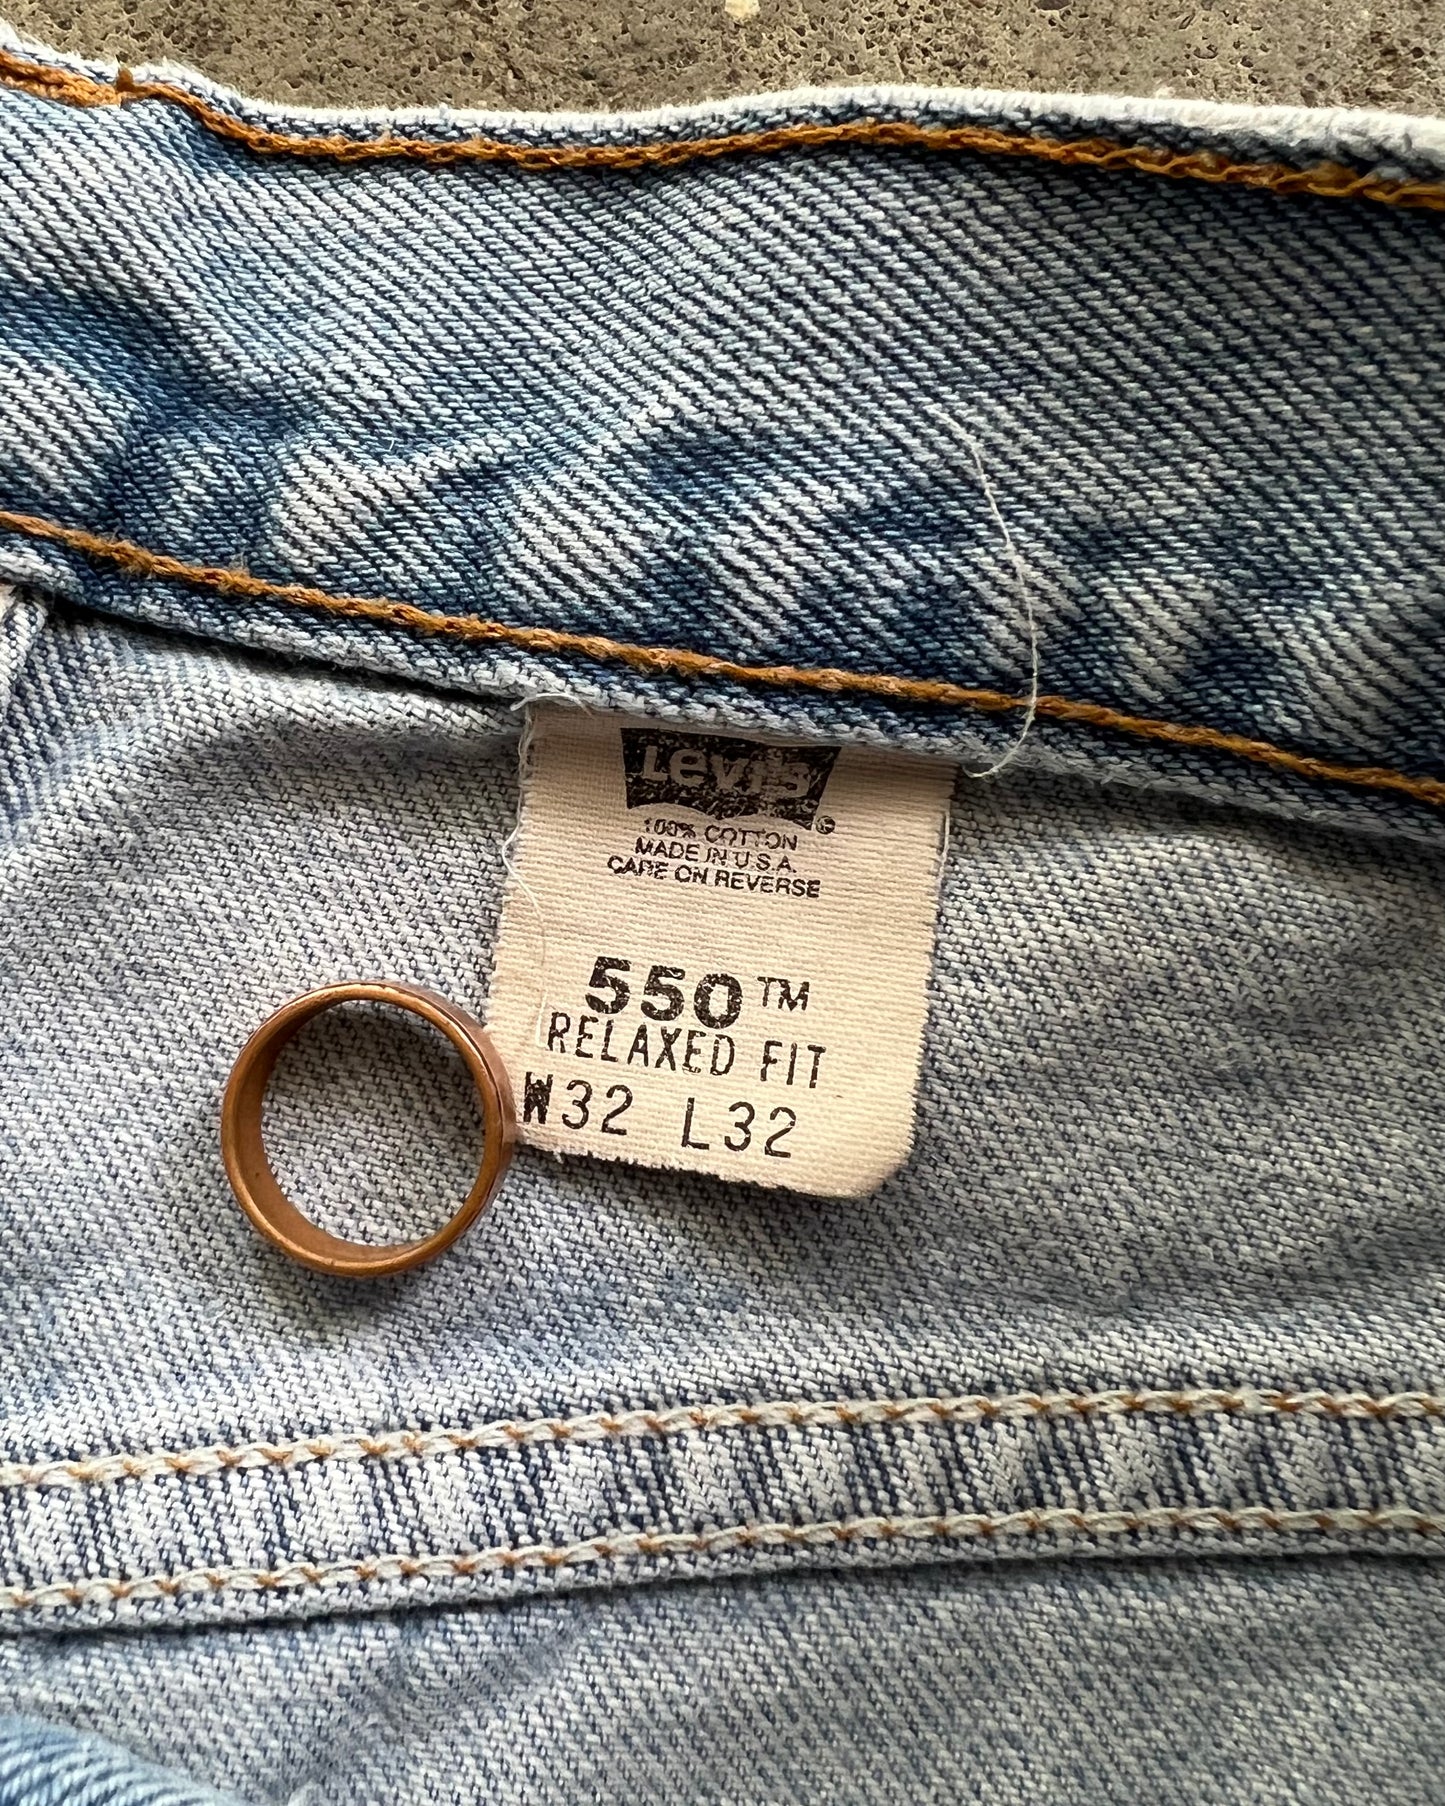 Levi's®
100% COTTON
MADE IN U.S.A.
CARE ON REVERSE
550™
RELAXED FIT
W32 L32